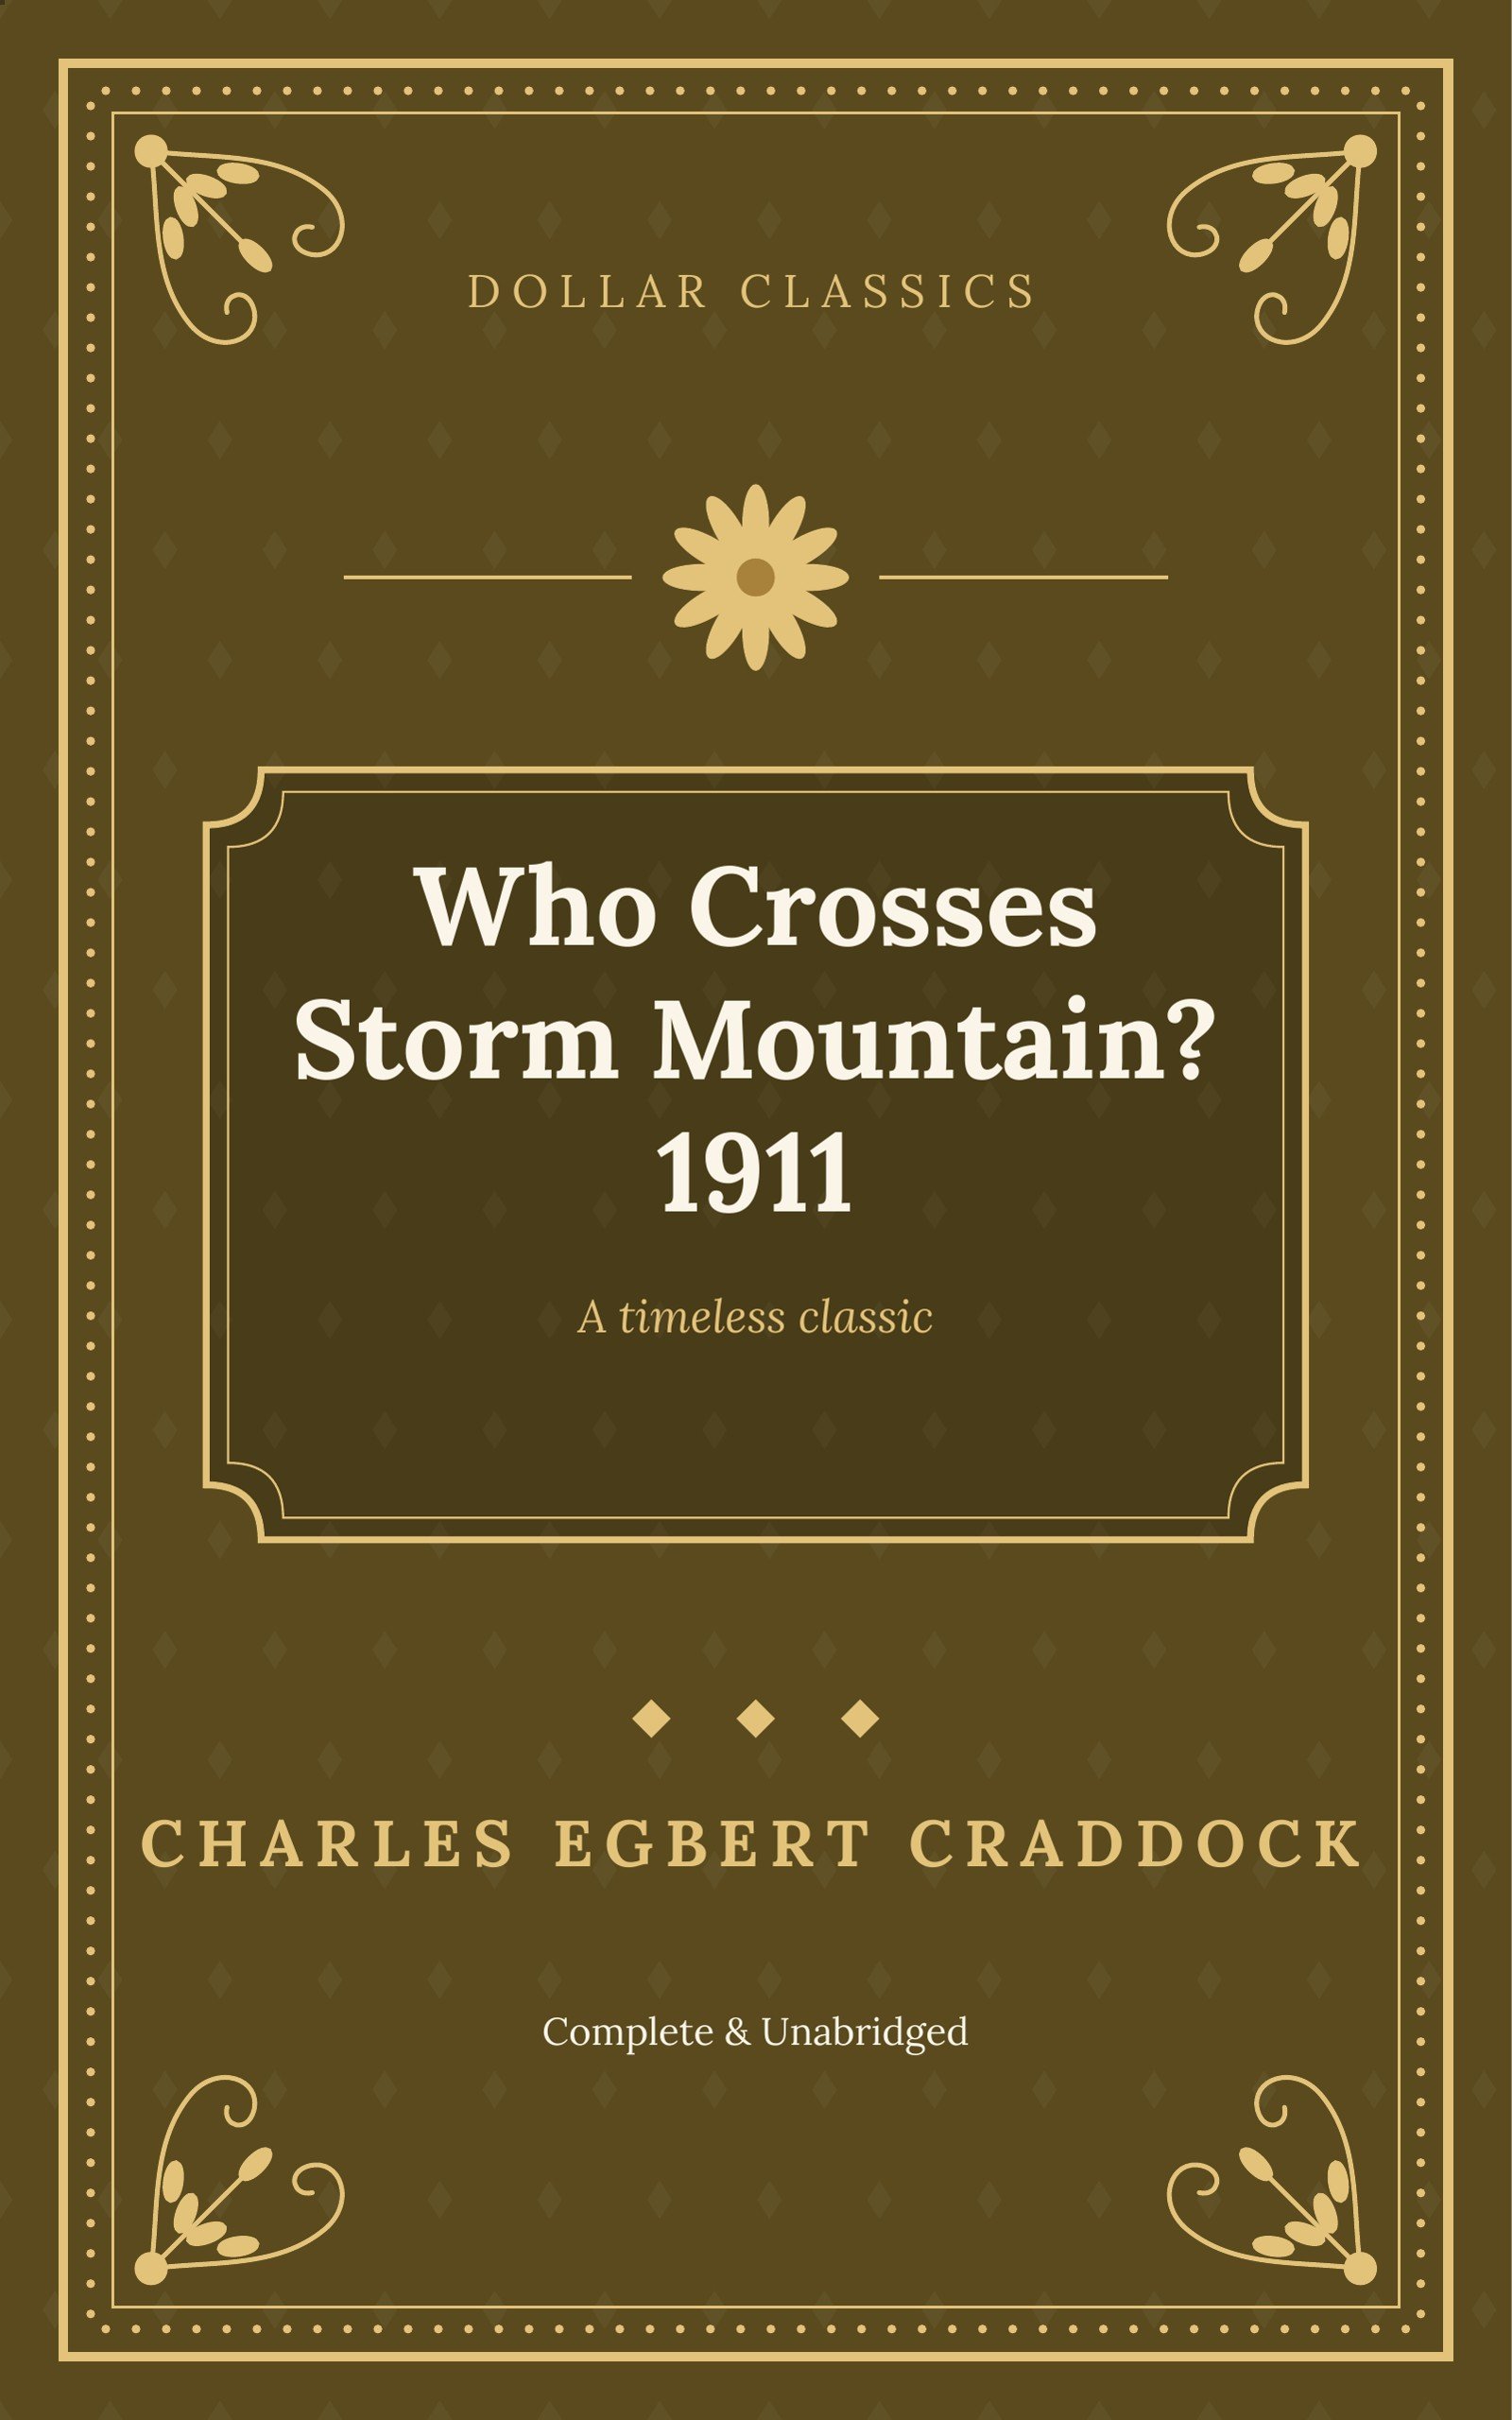 DOLLAR CLASSICS
Who Crosses
Storm Mountain?
1911
A timeless classic
CHARLES EGBERT CRADDOCK
Complete & Unabridged